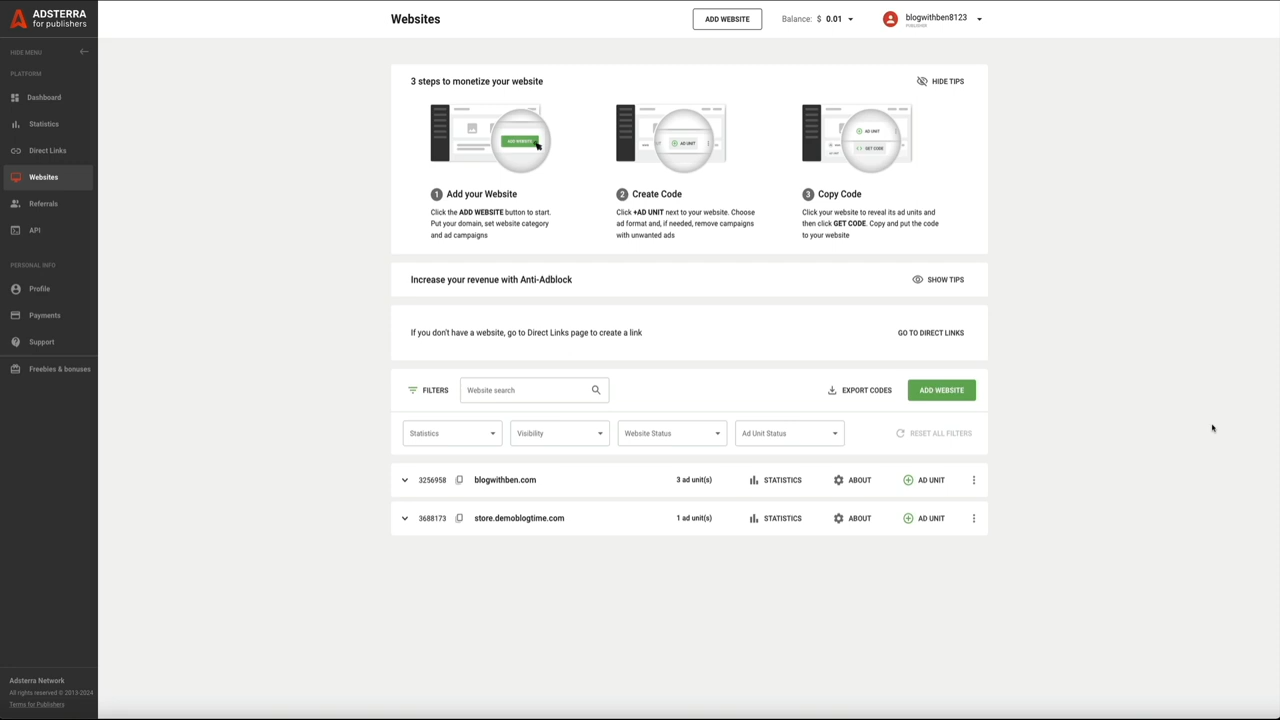 ADSTERRA
for publishers
HIDE MENU
PLATFORM
Dashboard
Statistics
Direct Links
Websites
Referrals
API
PERSONAL INFO
Profile
Payments
Support
Freebies & bonuses
Adsterra Network
All rights reserved © 2013-2024
Terms for Publishers
Websites
ADD WEBSITE
Balance: $ 0.01
blogwithben8123
PUBLISHER
3 steps to monetize your website
HIDE TIPS
ADD WEBSITE
AD UNIT
AD UNIT
GET CODE
1 Add your Website
Click the ADD WEBSITE button to start.
Put your domain, set website category
and ad campaigns
2 Create Code
Click +AD UNIT next to your website. Choose
ad format and, if needed, remove campaigns
with unwanted ads
3 Copy Code
Click your website to reveal its ad units and
then click GET CODE. Copy and put the code
to your website
Increase your revenue with Anti-Adblock
SHOW TIPS
If you don't have a website, go to Direct Links page to create a link
GO TO DIRECT LINKS
FILTERS
Website search
EXPORT CODES
ADD WEBSITE
Statistics
Visibility
Website Status
Ad Unit Status
RESET ALL FILTERS
3256958 blogwithben.com 3 ad unit(s) STATISTICS ABOUT AD UNIT
3688173 store.demoblogtime.com 1 ad unit(s) STATISTICS ABOUT AD UNIT